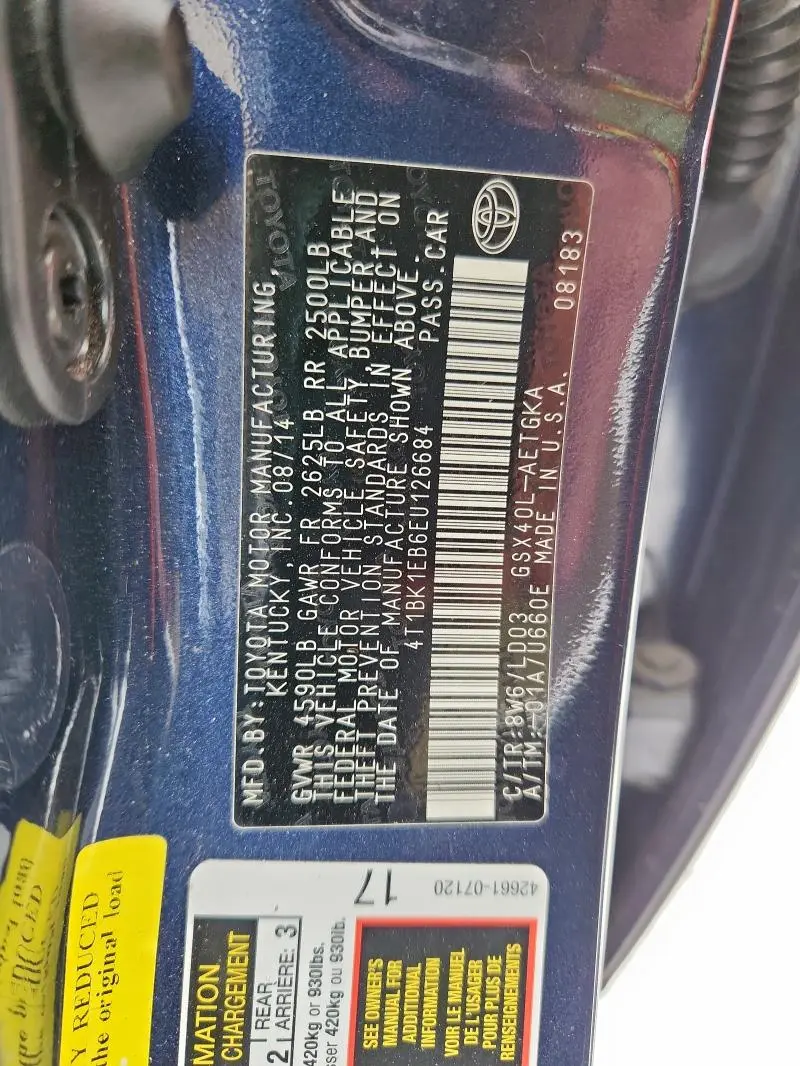 MFD.BY:TOYOTA MOTOR MANUFACTURING,
KENTUCKY,INC.08/14
GVWR 4590LB GAWR FR 2625LB RR 2500LB
THIS VEHICLE CONFORMS TO ALL APPLICABLE
FEDERAL MOTOR VEHICLE SAFETY, BUMPER AND
THEFT PREVENTION STANDARDS IN EFFECT ON
THE DATE OF MANUFACTURE SHOWN ABOVE.
4T1BK1EB6EU126684 PASS.CAR
C/TR:8W6/LD03 GSX40L-AETGKA
A/TM:-01A/U660E MADE IN U.S.A. 08183
TOYOTA
MATION
CHARGEMENT
2 REAR
ARRIÈRE: 3
420kg or 930lbs.
sser 420kg ou 930lb.
17
42661-07120
SEE OWNER'S
MANUAL FOR
ADDITIONAL
INFORMATION
VOIR LE MANUEL
DE L'USAGER
POUR PLUS DE
RENSEIGNEMENTS
Y REDUCED
the original load